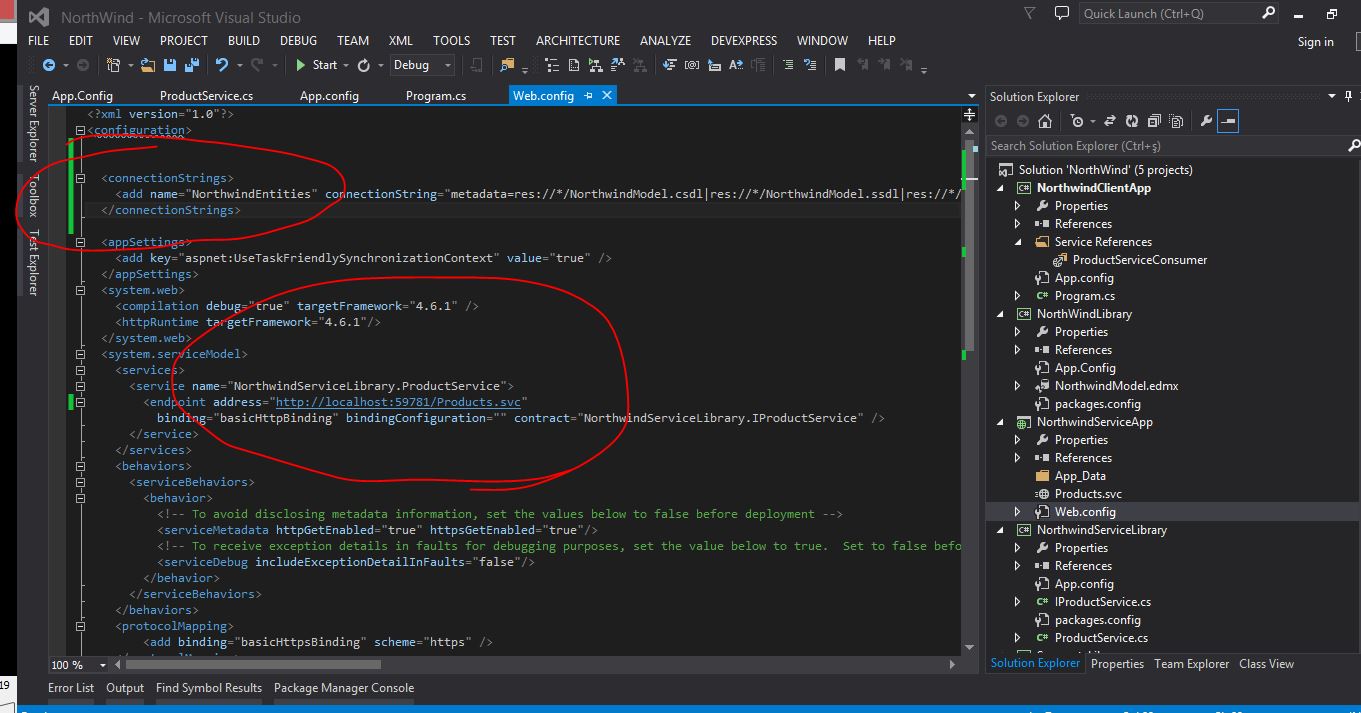 NorthWind - Microsoft Visual Studio
Quick Launch (Ctrl+Q)
FILE EDIT VIEW PROJECT BUILD DEBUG TEAM XML TOOLS TEST ARCHITECTURE ANALYZE DEVEXPRESS WINDOW HELP
Sign in
Start Debug
Server Explorer
Toolbox
Test Explorer
App.Config ProductService.cs App.config Program.cs Web.config
<?xml version="1.0"?>
<configuration>
<connectionStrings>
<add name="NorthwindEntities" connectionString="metadata=res://*/NorthwindModel.csdl|res://*/NorthwindModel.ssdl|res://*/
</connectionStrings>
<appSettings>
<add key="aspnet:UseTaskFriendlySynchronizationContext" value="true" />
</appSettings>
<system.web>
<compilation debug="true" targetFramework="4.6.1" />
<httpRuntime targetFramework="4.6.1"/>
</system.web>
<system.serviceModel>
<services>
<service name="NorthwindServiceLibrary.ProductService">
<endpoint address="http://localhost:59781/Products.svc"
binding="basicHttpBinding" bindingConfiguration="" contract="NorthwindServiceLibrary.IProductService" />
</service>
</services>
<behaviors>
<serviceBehaviors>
<behavior>
<!-- To avoid disclosing metadata information, set the values below to false before deployment -->
<serviceMetadata httpGetEnabled="true" httpsGetEnabled="true"/>
<!-- To receive exception details in faults for debugging purposes, set the value below to true. Set to false befo
<serviceDebug includeExceptionDetailInFaults="false"/>
</behavior>
</serviceBehaviors>
</behaviors>
<protocolMapping>
<add binding="basicHttpsBinding" scheme="https" />
100 %
Error List Output Find Symbol Results Package Manager Console
19
Solution Explorer
Search Solution Explorer (Ctrl+ş)
Solution 'NorthWind' (5 projects)
NorthwindClientApp
Properties
References
Service References
ProductServiceConsumer
App.config
Program.cs
NorthWindLibrary
Properties
References
App.Config
NorthwindModel.edmx
packages.config
NorthwindServiceApp
Properties
References
App_Data
Products.svc
Web.config
NorthwindServiceLibrary
Properties
References
App.config
IProductService.cs
packages.config
ProductService.cs
Solution Explorer Properties Team Explorer Class View